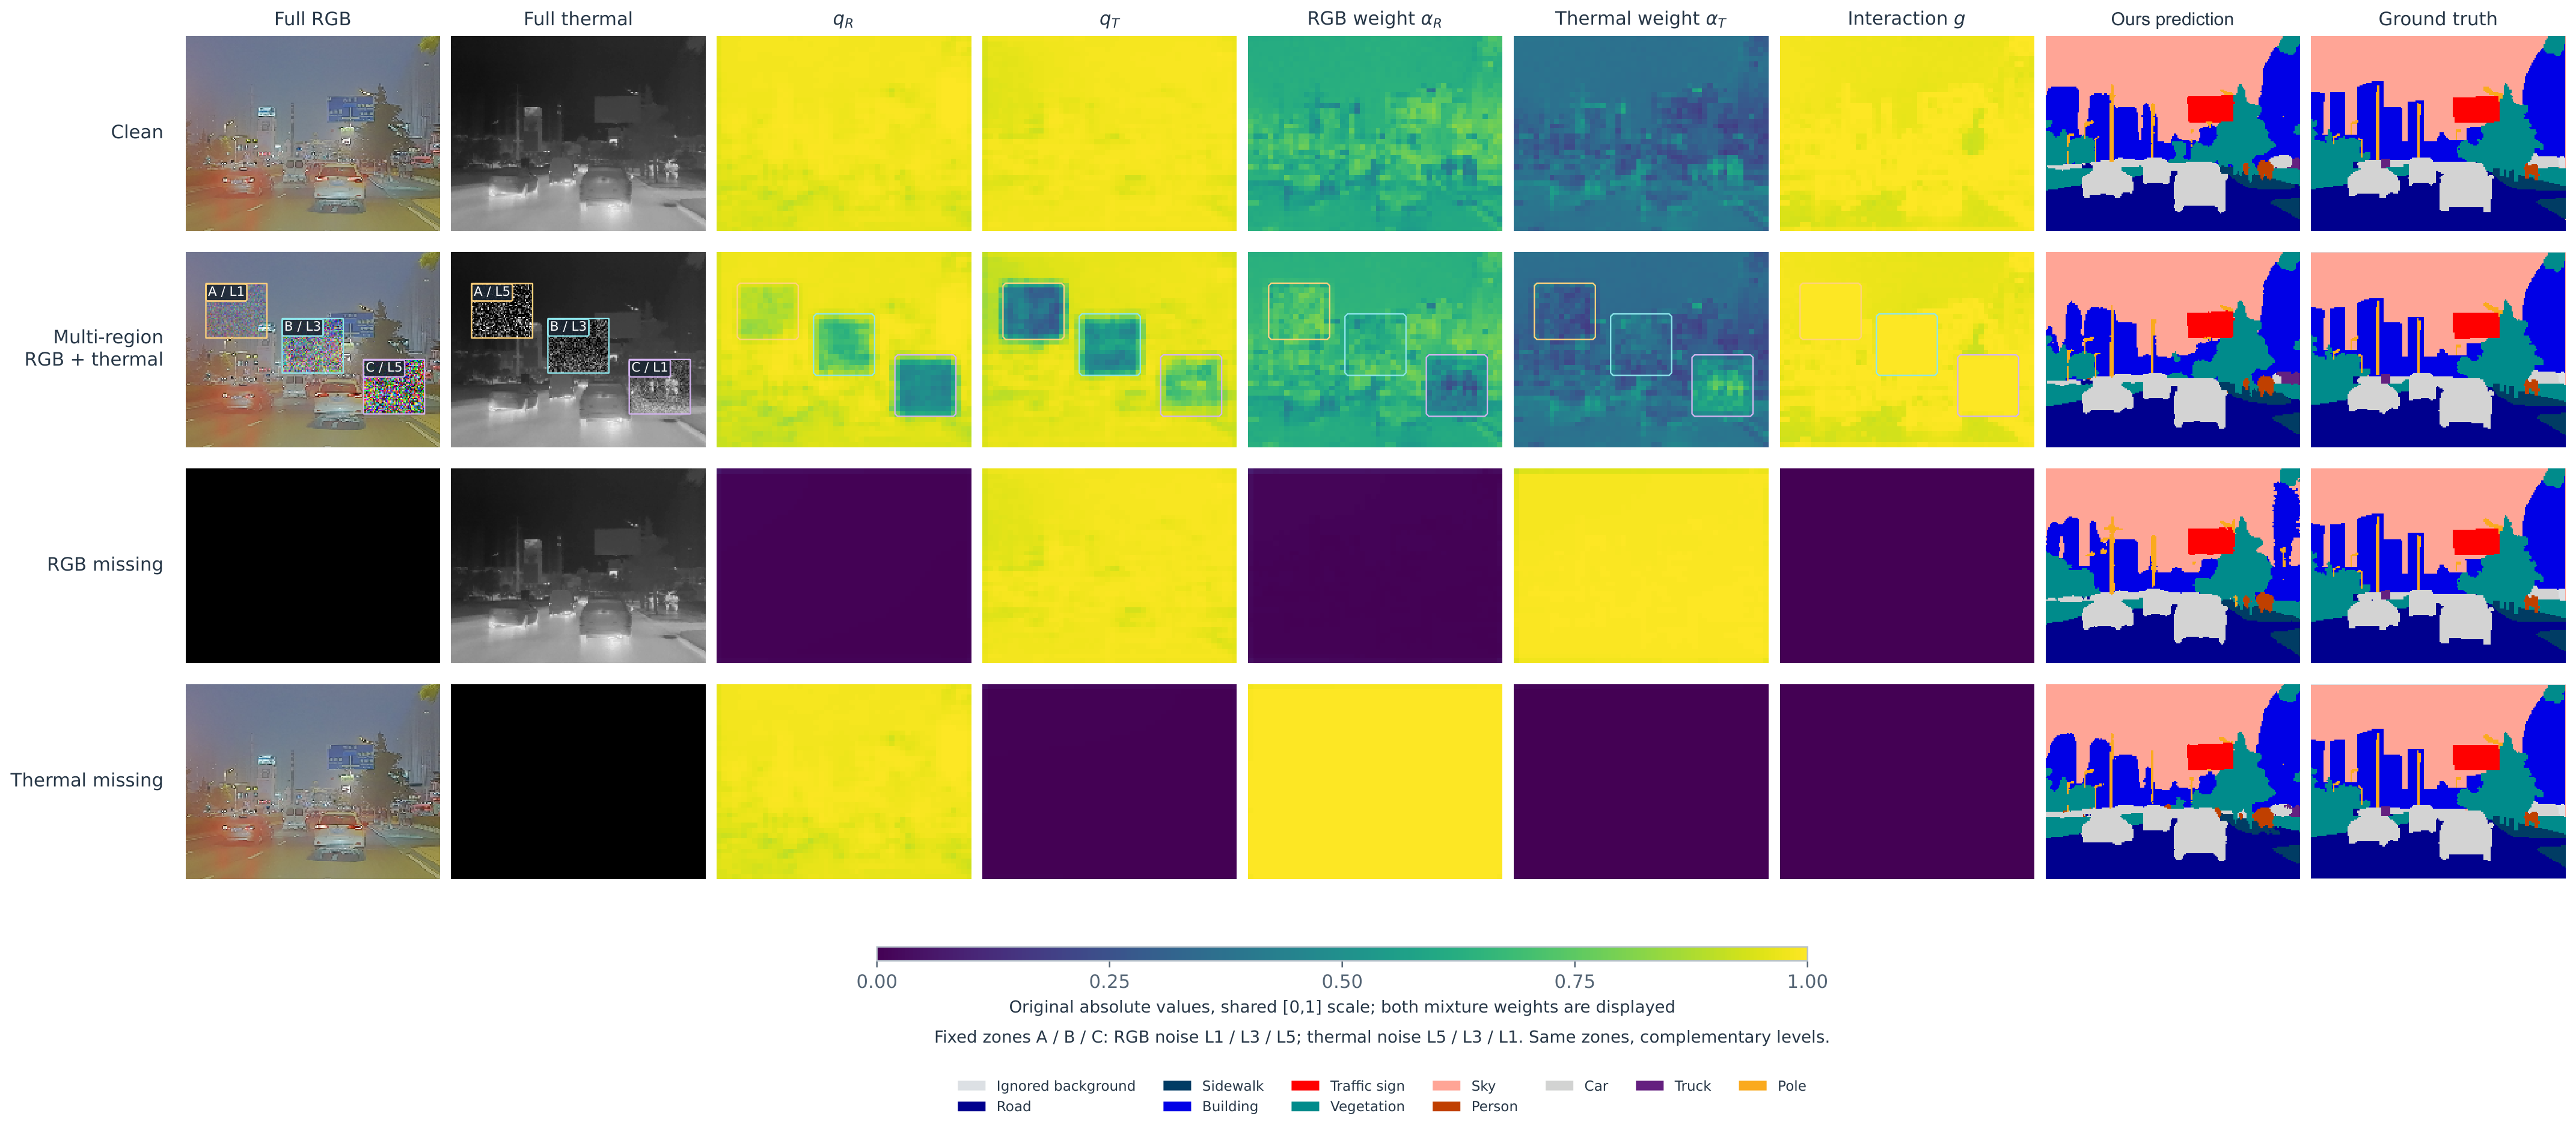 Full RGB
Full thermal
q_R
q_T
RGB weight α_R
Thermal weight α_T
Interaction g
Ours prediction
Ground truth
Clean
Multi-region
RGB + thermal
A / L1
B / L3
C / L5
A / L5
B / L3
C / L1
RGB missing
Thermal missing
0.00
0.25
0.50
0.75
1.00
Original absolute values, shared [0,1] scale; both mixture weights are displayed
Fixed zones A / B / C: RGB noise L1 / L3 / L5; thermal noise L5 / L3 / L1. Same zones, complementary levels.
Ignored background
Sidewalk
Traffic sign
Sky
Car
Truck
Pole
Road
Building
Vegetation
Person